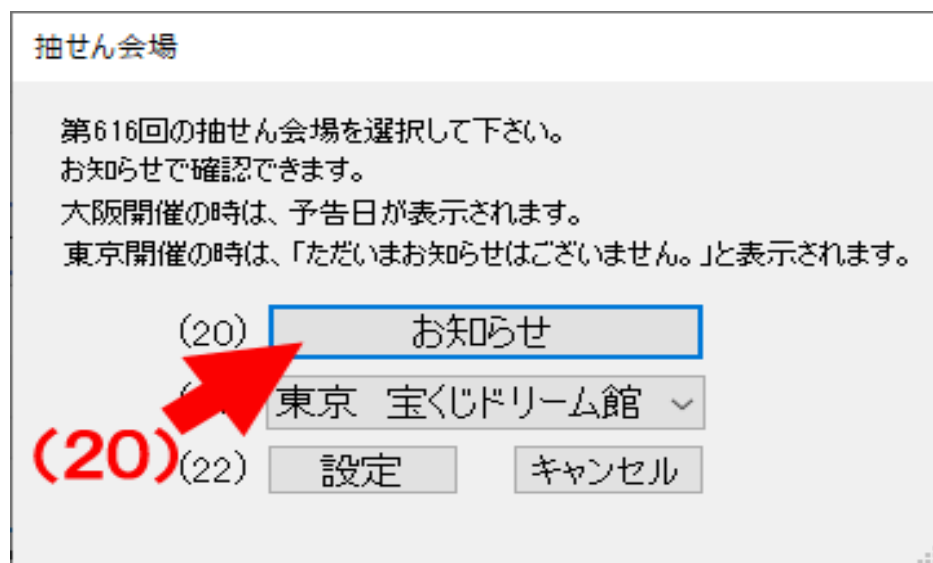 抽せん会場
第616回の抽せん会場を選択して下さい。
お知らせで確認できます。
大阪開催の時は、予告日が表示されます。
東京開催の時は、「ただいまお知らせはございません。」と表示されます。
(20) お知らせ
東京 宝くじドリーム館
(20)
(22) 設定 キャンセル